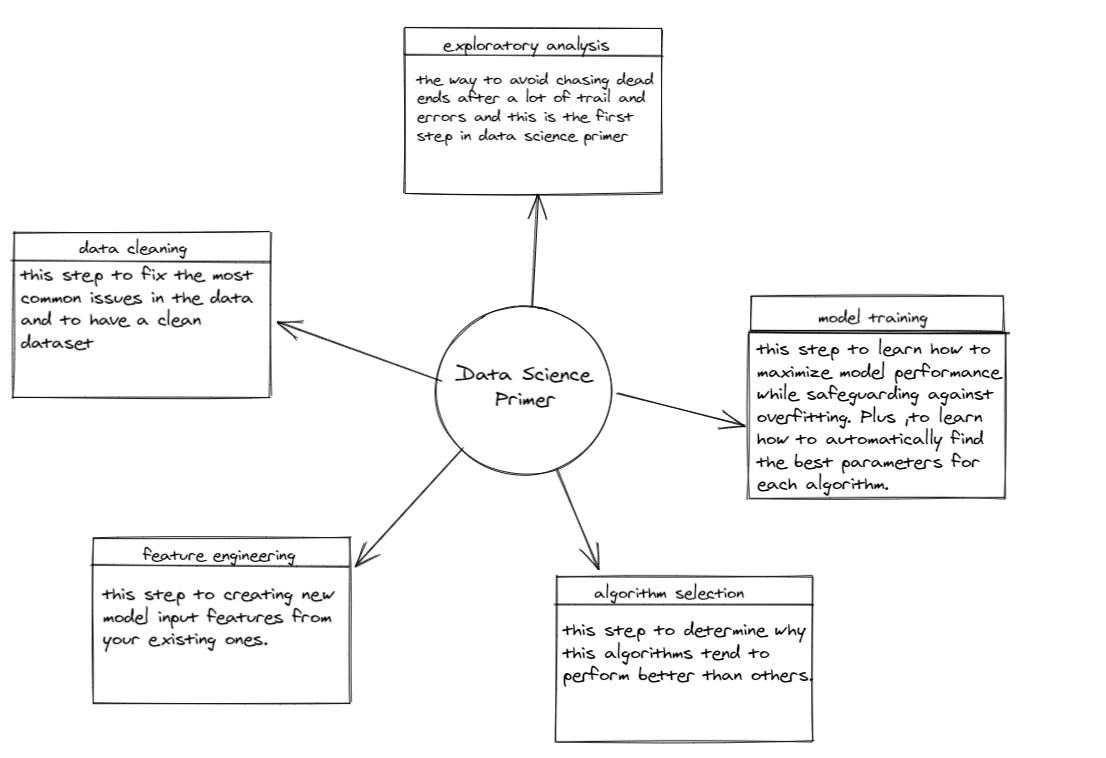 exploratory analysis
the way to avoid chasing dead
ends after a lot of trail and
errors and this is the first
step in data science primer
data cleaning
this step to fix the most
common issues in the data
and to have a clean
dataset
Data Science
Primer
model training
this step to learn how to
maximize model performance
while safeguarding against
overfitting. Plus ,to learn
how to automatically find
the best parameters for
each algorithm.
feature engineering
this step to creating new
model input features from
your existing ones.
algorithm selection
this step to determine why
this algorithms tend to
perform better than others.